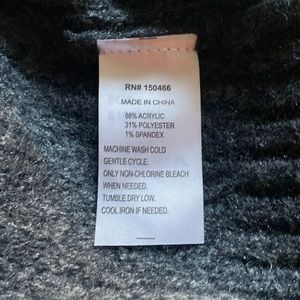 RN# 150466
MADE IN CHINA
68% ACRYLIC
31% POLYESTER
1% SPANDEX
MACHINE WASH COLD
GENTLE CYCLE.
ONLY NON-CHLORINE BLEACH
WHEN NEEDED.
TUMBLE DRY LOW.
COOL IRON IF NEEDED.